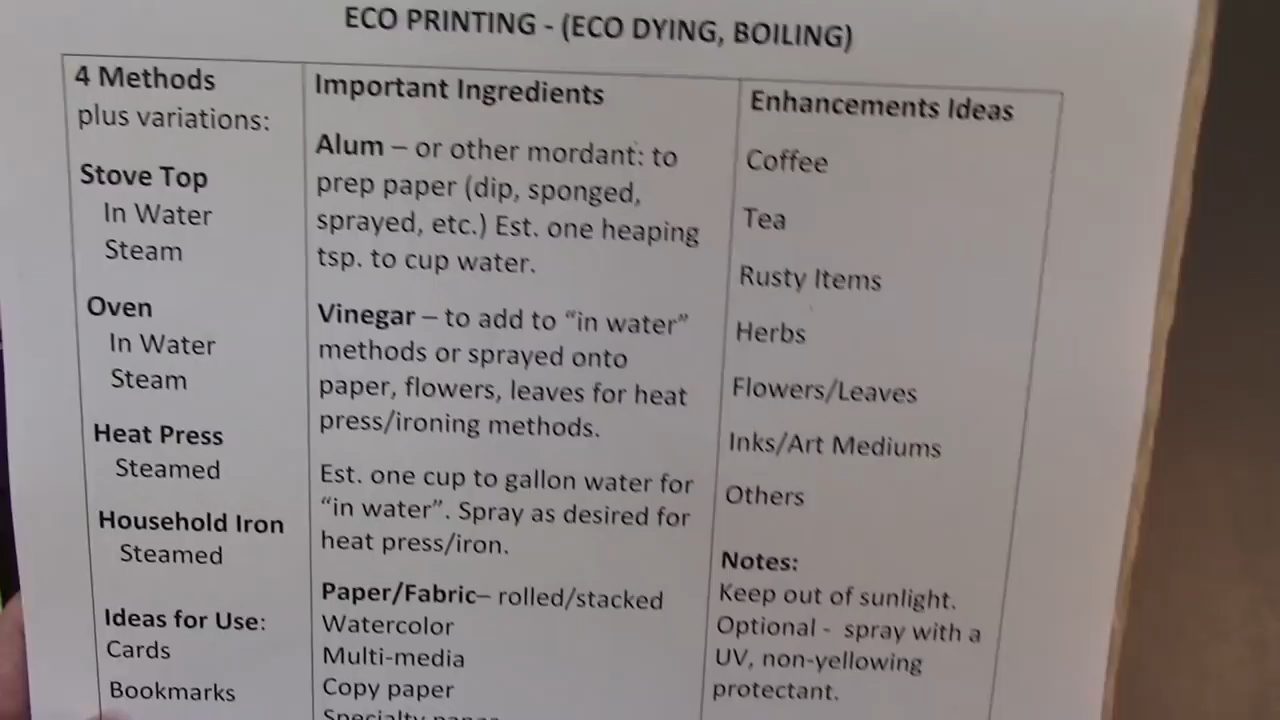 ECO PRINTING - (ECO DYING, BOILING)
4 Methods
plus variations:
Stove Top
In Water
Steam
Oven
In Water
Steam
Heat Press
Steamed
Household Iron
Steamed
Ideas for Use:
Cards
Bookmarks
Important Ingredients
Alum – or other mordant: to
prep paper (dip, sponged,
sprayed, etc.) Est. one heaping
tsp. to cup water.
Vinegar – to add to “in water”
methods or sprayed onto
paper, flowers, leaves for heat
press/ironing methods.
Est. one cup to gallon water for
“in water”. Spray as desired for
heat press/iron.
Paper/Fabric– rolled/stacked
Watercolor
Multi-media
Copy paper
Specialty
Enhancements Ideas
Coffee
Tea
Rusty Items
Herbs
Flowers/Leaves
Inks/Art Mediums
Others
Notes:
Keep out of sunlight.
Optional - spray with a
UV, non-yellowing
protectant.